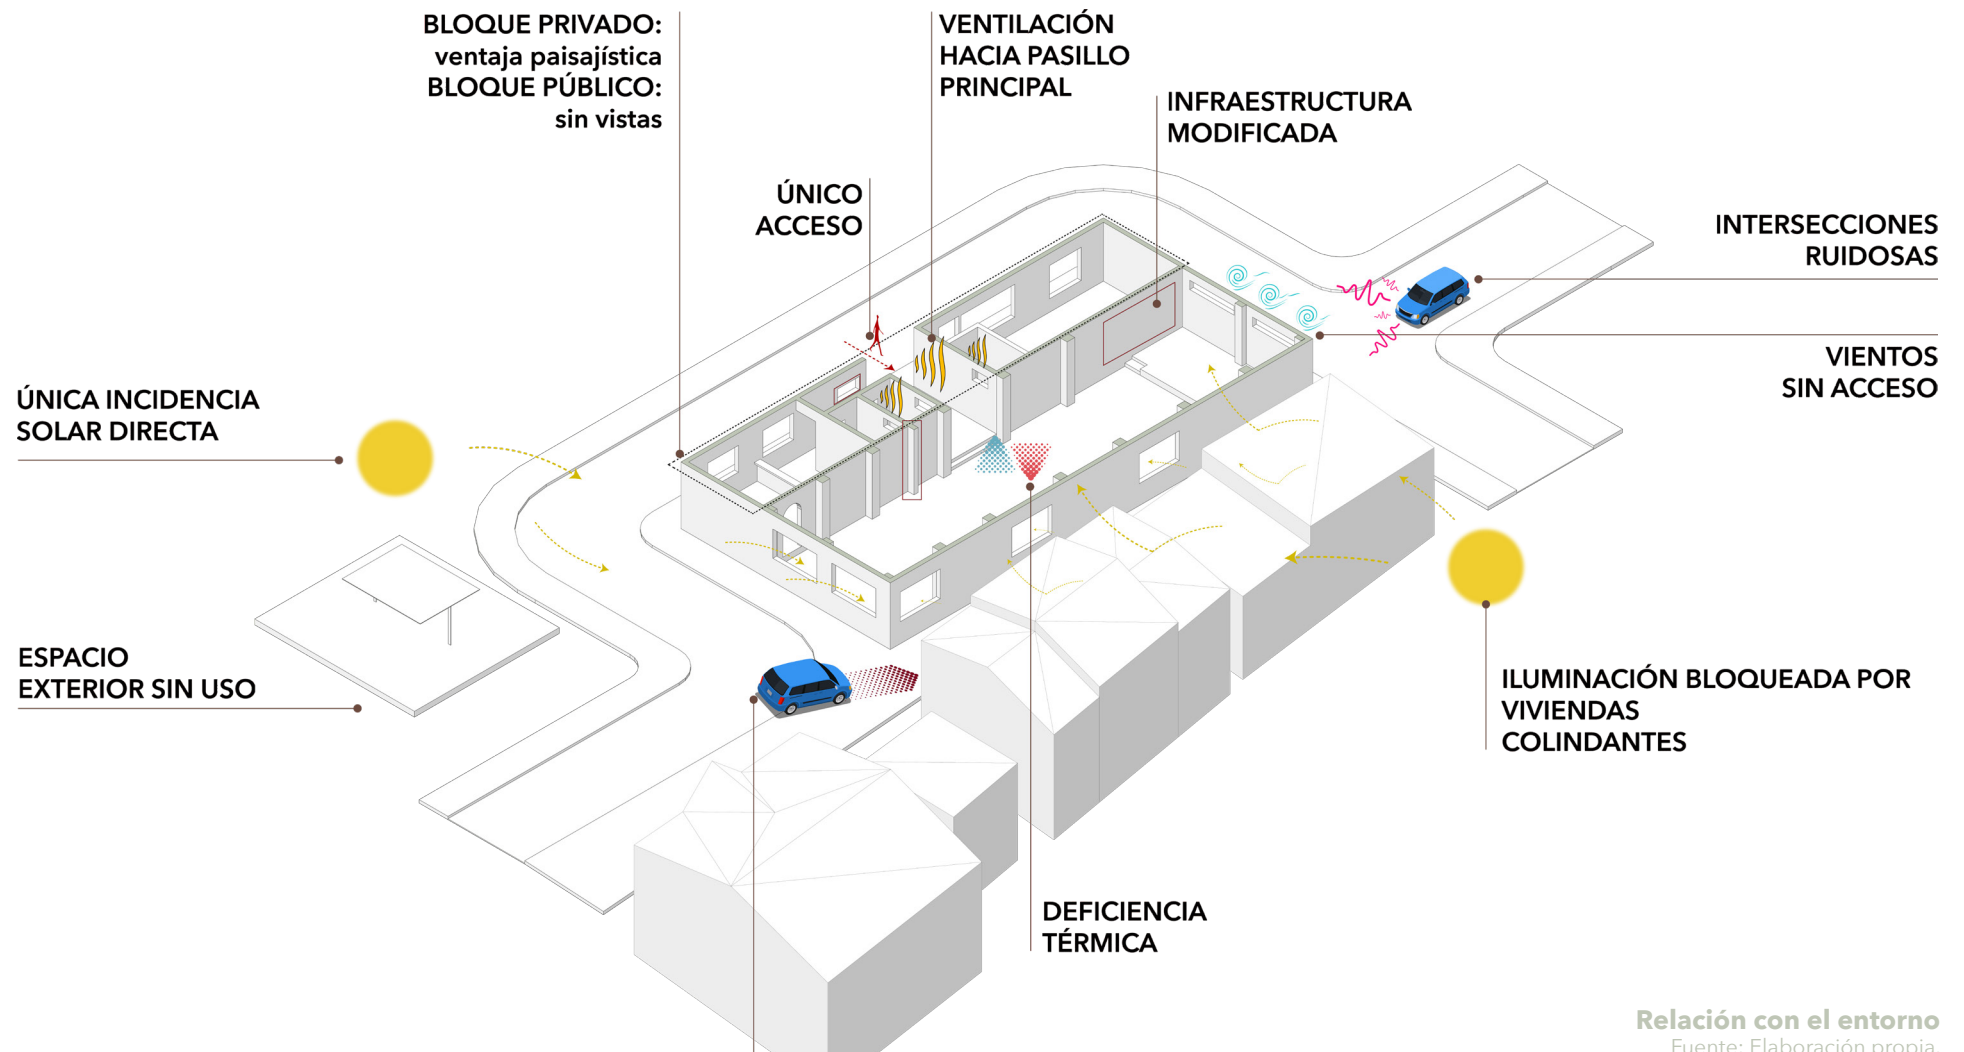 BLOQUE PRIVADO:
ventaja paisajística
BLOQUE PÚBLICO:
sin vistas
VENTILACIÓN
HACIA PASILLO
PRINCIPAL
INFRAESTRUCTURA
MODIFICADA
ÚNICO
ACCESO
INTERSECCIONES
RUIDOSAS
VIENTOS
SIN ACCESO
ÚNICA INCIDENCIA
SOLAR DIRECTA
ESPACIO
EXTERIOR SIN USO
ILUMINACIÓN BLOQUEADA POR
VIVIENDAS
COLINDANTES
DEFICIENCIA
TÉRMICA
Relación con el entorno
Fuente: Elaboración propia.